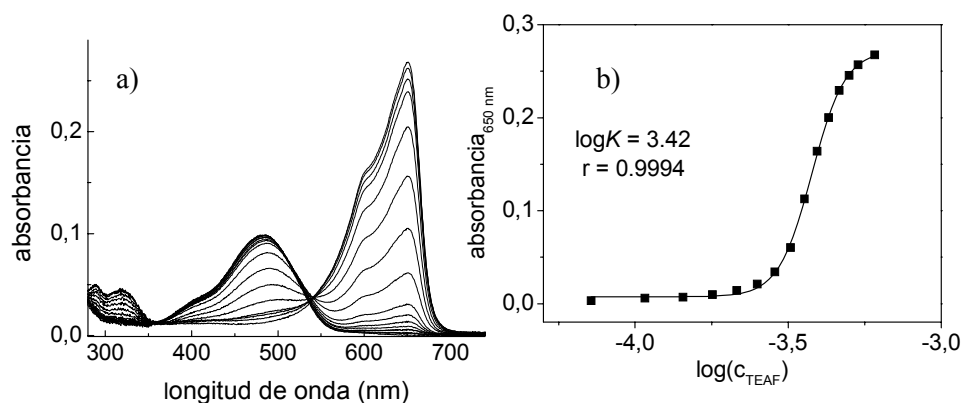 a)
0,2
0,1
0,0
300 400 500 600 700
absorbancia
longitud de onda (nm)
b)
0,3
0,2
0,1
0,0
-4,0 -3,5 -3,0
absorbancia650 nm
logK = 3.42
r = 0.9994
log(cTEAF)